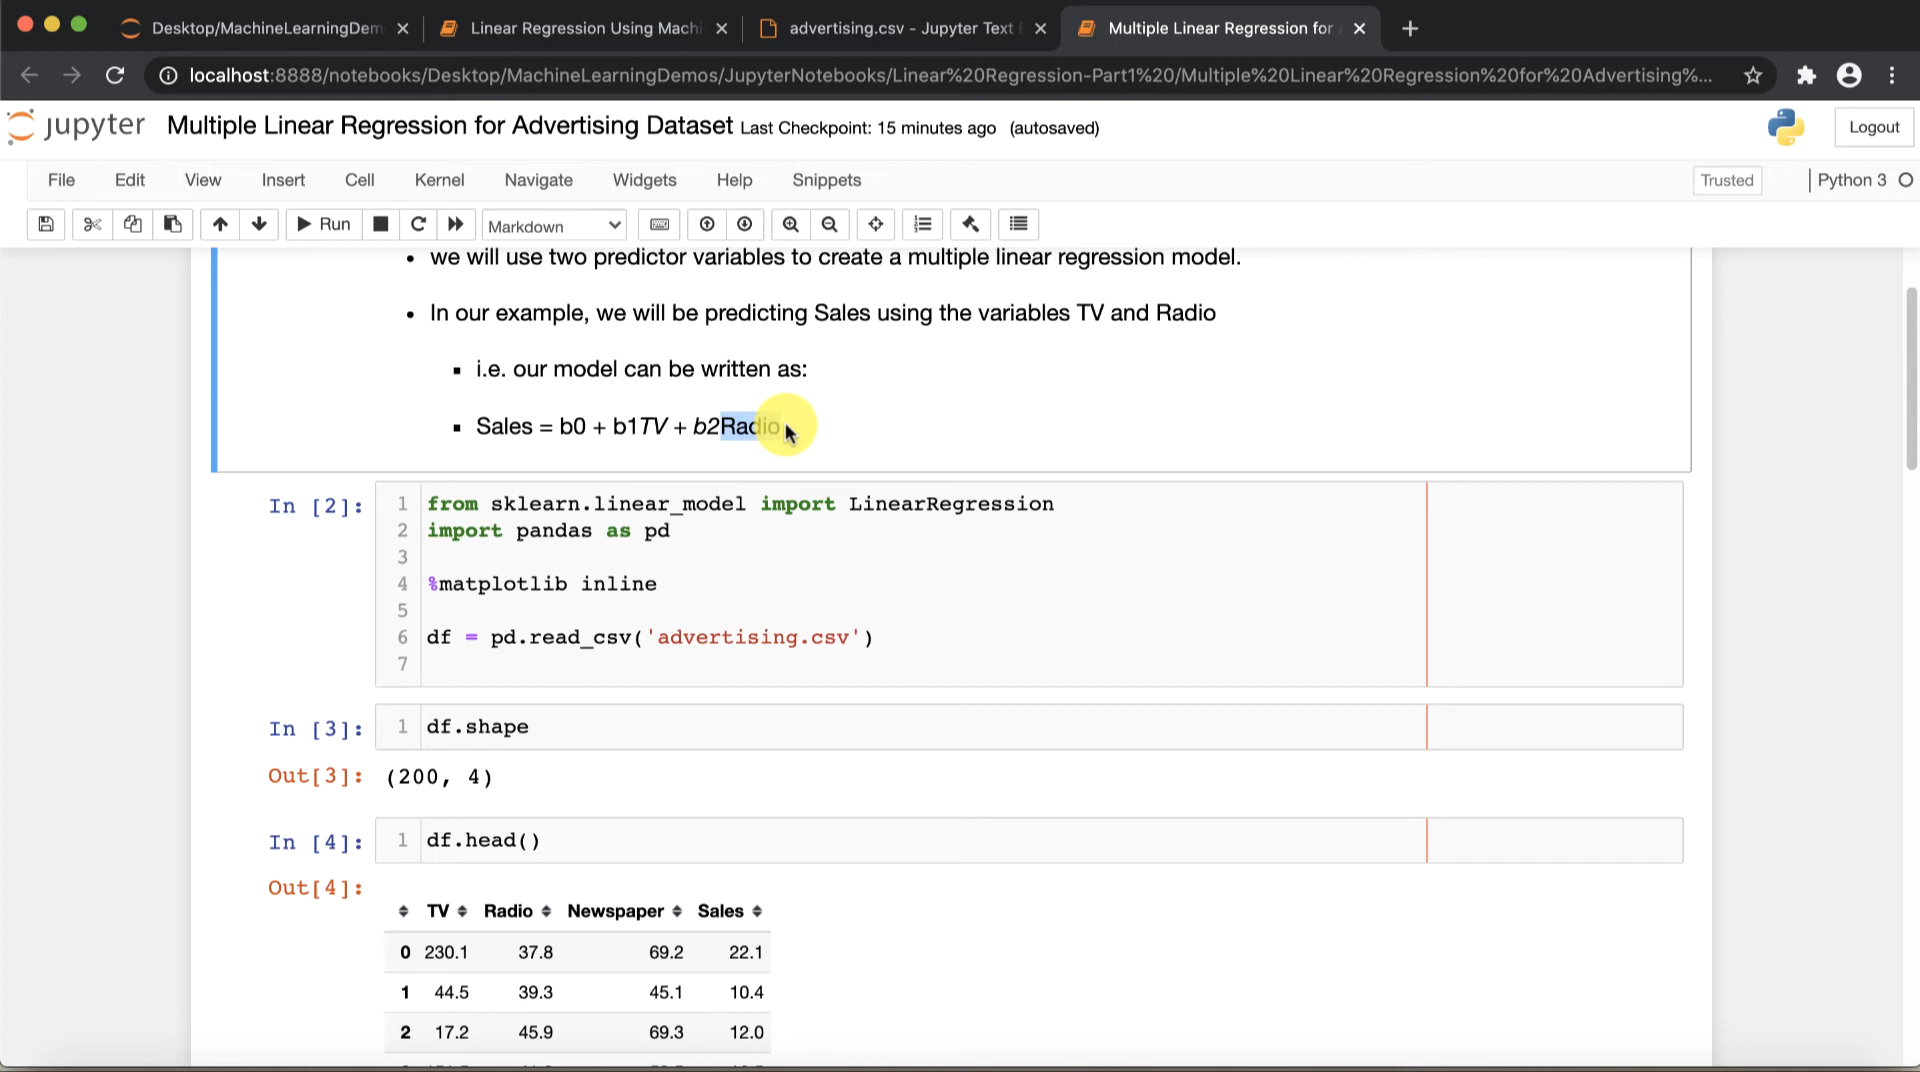 Desktop/MachineLearningDem
Linear Regression Using Machi
advertising.csv - Jupyter Text E
Multiple Linear Regression for A
localhost:8888/notebooks/Desktop/MachineLearningDemos/JupyterNotebooks/Linear%20Regression-Part1%20/Multiple%20Linear%20Regression%20for%20Advertising%...
jupyter Multiple Linear Regression for Advertising Dataset Last Checkpoint: 15 minutes ago (autosaved) Logout
File Edit View Insert Cell Kernel Navigate Widgets Help Snippets Trusted Python 3
Run Markdown
• we will use two predictor variables to create a multiple linear regression model.
• In our example, we will be predicting Sales using the variables TV and Radio
▪ i.e. our model can be written as:
▪ Sales = b0 + b1TV + b2Radio
In [2]: 1 from sklearn.linear_model import LinearRegression
2 import pandas as pd
3
4 %matplotlib inline
5
6 df = pd.read_csv('advertising.csv')
7
In [3]: 1 df.shape
Out[3]: (200, 4)
In [4]: 1 df.head()
Out[4]:
TV Radio Newspaper Sales
0 230.1 37.8 69.2 22.1
1 44.5 39.3 45.1 10.4
2 17.2 45.9 69.3 12.0